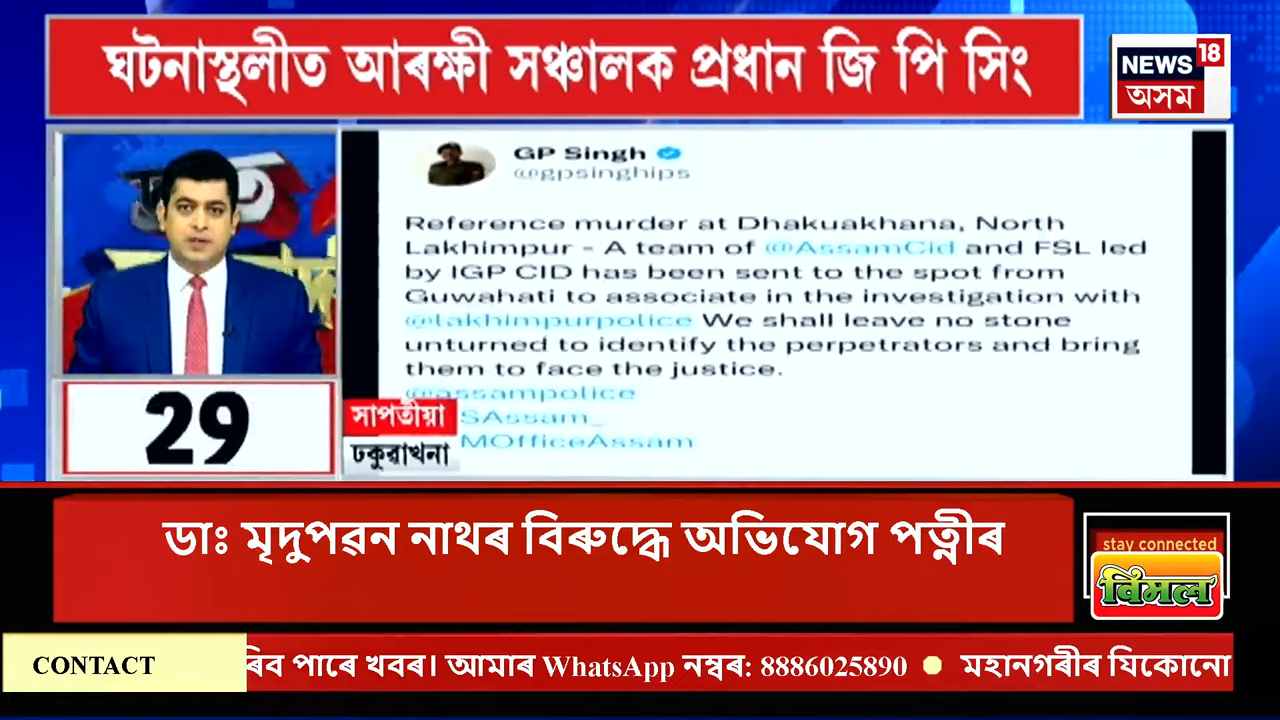 ঘটনাস্থলীত আৰক্ষী সঞ্চালক প্ৰধান জি পি সিং
NEWS 18
অসম
GP Singh
@gpsinghips
Reference murder at Dhakuakhana, North
Lakhimpur - A team of @AssamCid and FSL led
by IGP CID has been sent to the spot from
Guwahati to associate in the investigation with
@lakhimpurpolice We shall leave no stone
unturned to identify the perpetrators and bring
them to face the justice.
@assampolice
SAssam_
MOfficeAssam
29
সাপতীয়া
ঢকুৱাখনা
ডাঃ মৃদুপৱন নাথৰ বিৰুদ্ধে অভিযোগ পত্নীৰ
stay connected
विमल
CONTACT
ৰিব পাৰে খবৰ। আমাৰ WhatsApp নম্বৰ: 8886025890 ● মহানগৰীৰ যিকোনো